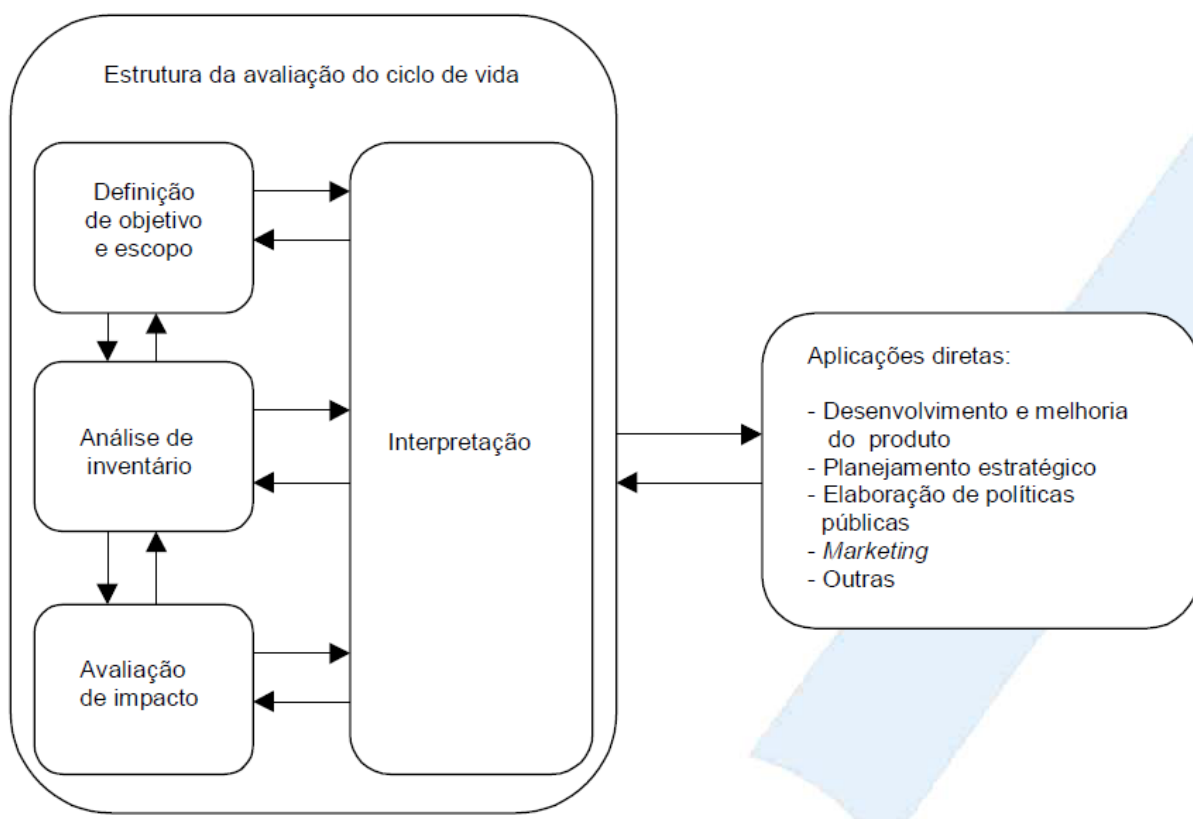 Estrutura da avaliação do ciclo de vida
Definição
de objetivo
e escopo
Análise de
inventário
Avaliação
de impacto
Interpretação
Aplicações diretas:
- Desenvolvimento e melhoria
do produto
- Planejamento estratégico
- Elaboração de políticas
públicas
- Marketing
- Outras